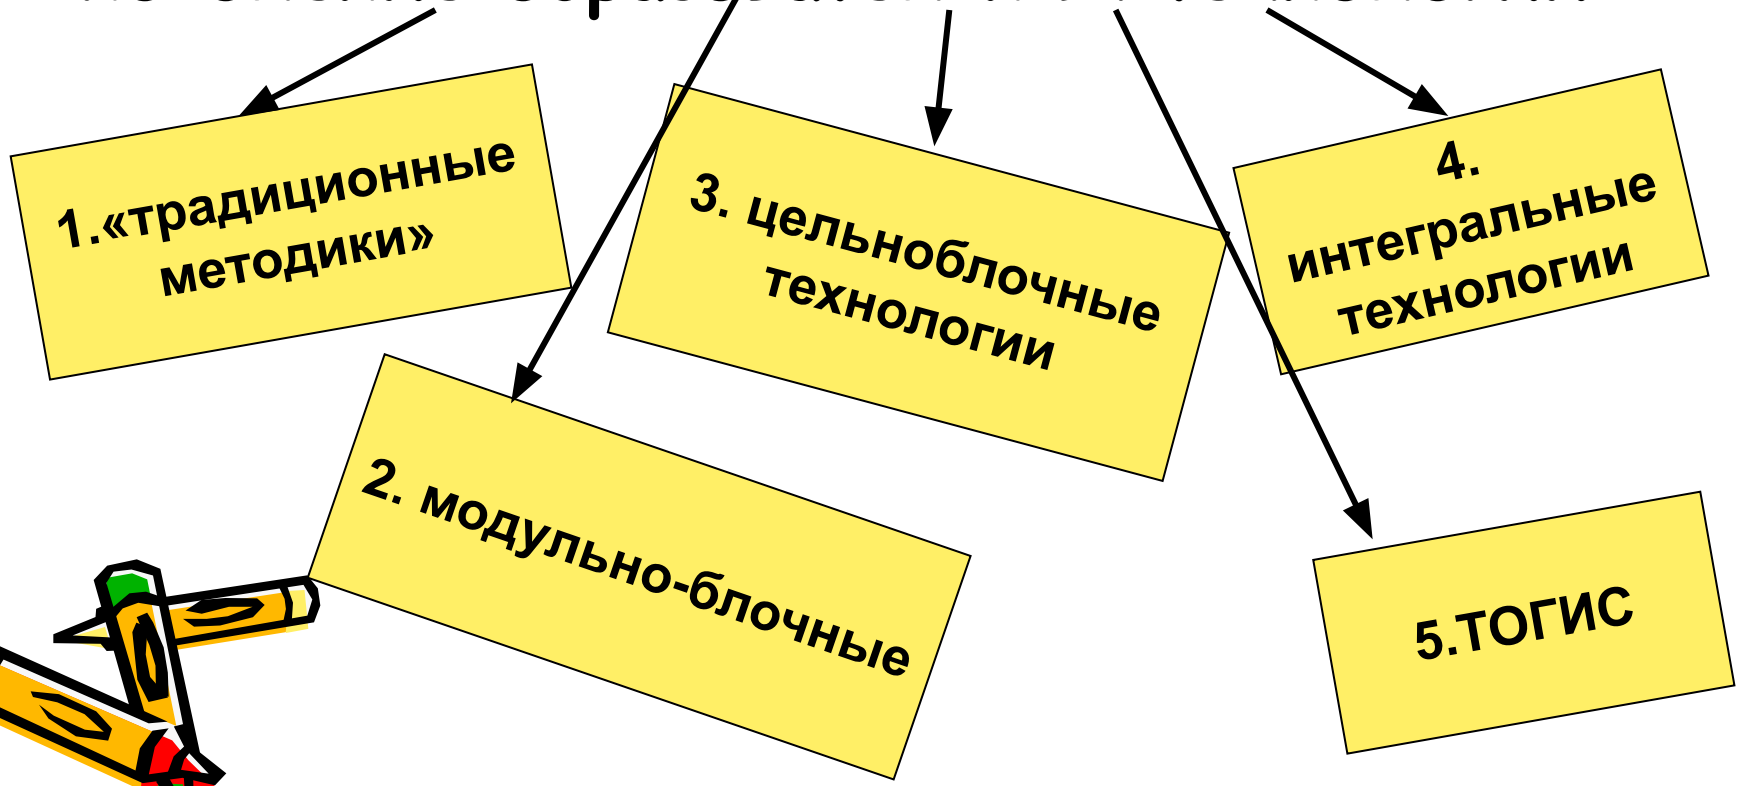 1.«традиционные
методики»
2. модульно-блочные
3. цельноблочные
технологии
4.
интегральные
технологии
5.ТОГИС